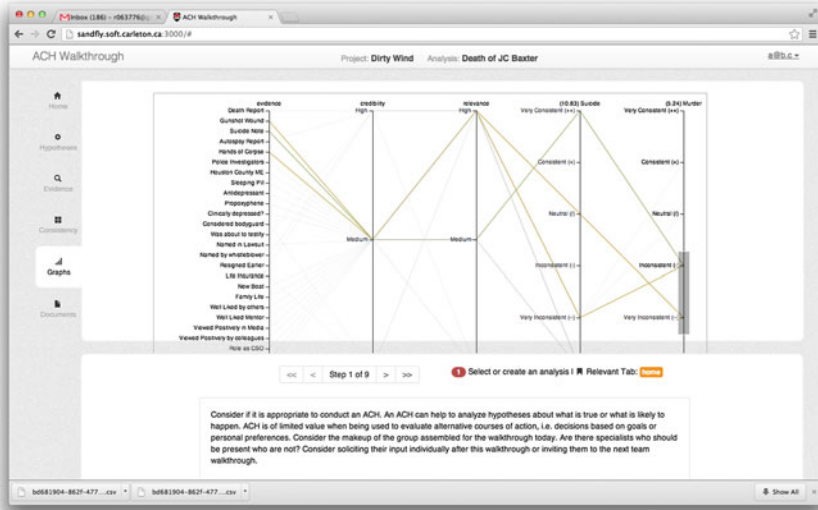 Inbox (186) – r063776@g
ACH Walkthrough
sandfly.soft.carleton.ca:3000/#
ACH Walkthrough
Project: Dirty Wind Analysis: Death of JC Baxter
a@b.c
Home
Hypothesis
Evidence
Consistency
Graphs
Documents
evidence
credibility
relevance
(10.83) Suicide
(5.24) Murder
Death Report
Gunshot Wound
Suicide Note
Autopsy Report
Hands of Corpse
Police Investigators
Houston County ME
Sleeping Pill
Antidepressant
Propoxyphene
Clinically depressed?
Considered bodyguard
Was about to testify
Named in Lawsuit
Named by whistleblower
Resigned Earlier
Life Insurance
New Boat
Family Life
Well Liked by others
Well Liked Mentor
Viewed Positively in Media
Viewed Positively by colleagues
Role as CSO
High
Medium
High
Medium
Very Consistent (++)
Consistent (+)
Neutral (/)
Inconsistent (-)
Very Inconsistent (--)
Very Consistent (++)
Consistent (+)
Neutral (/)
Inconsistent (-
Very Inconsistent (--
<< < Step 1 of 9 > >>
1 Select or create an analysis | Relevant Tab: home
Consider if it is appropriate to conduct an ACH. An ACH can help to analyze hypotheses about what is true or what is likely to
happen. ACH is of limited value when being used to evaluate alternative courses of action, i.e. decisions based on goals or
personal preferences. Consider the makeup of the group assembled for the walkthrough today. Are there specialists who should
be present who are not? Consider soliciting their input individually after this walkthrough or inviting them to the next team
walkthrough.
bd681904-862f-477....csv
bd681904-862f-477....csv
Show All